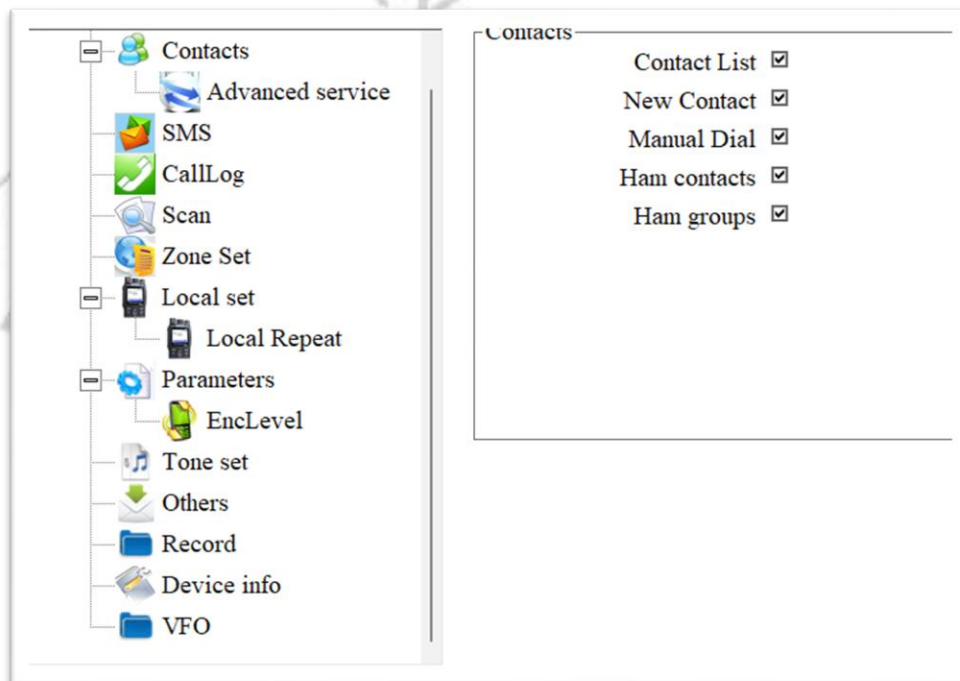 Contacts
Advanced service
SMS
CallLog
Scan
Zone Set
Local set
Local Repeat
Parameters
EncLevel
Tone set
Others
Record
Device info
VFO
Contacts
Contact List
New Contact
Manual Dial
Ham contacts
Ham groups